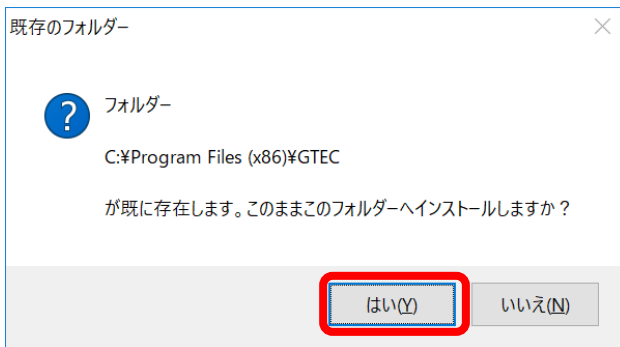 既存のフォルダー
フォルダー
C:¥Program Files (x86)¥GTEC
が既に存在します。このままこのフォルダーへインストールしますか？
はい(Y)
いいえ(N)